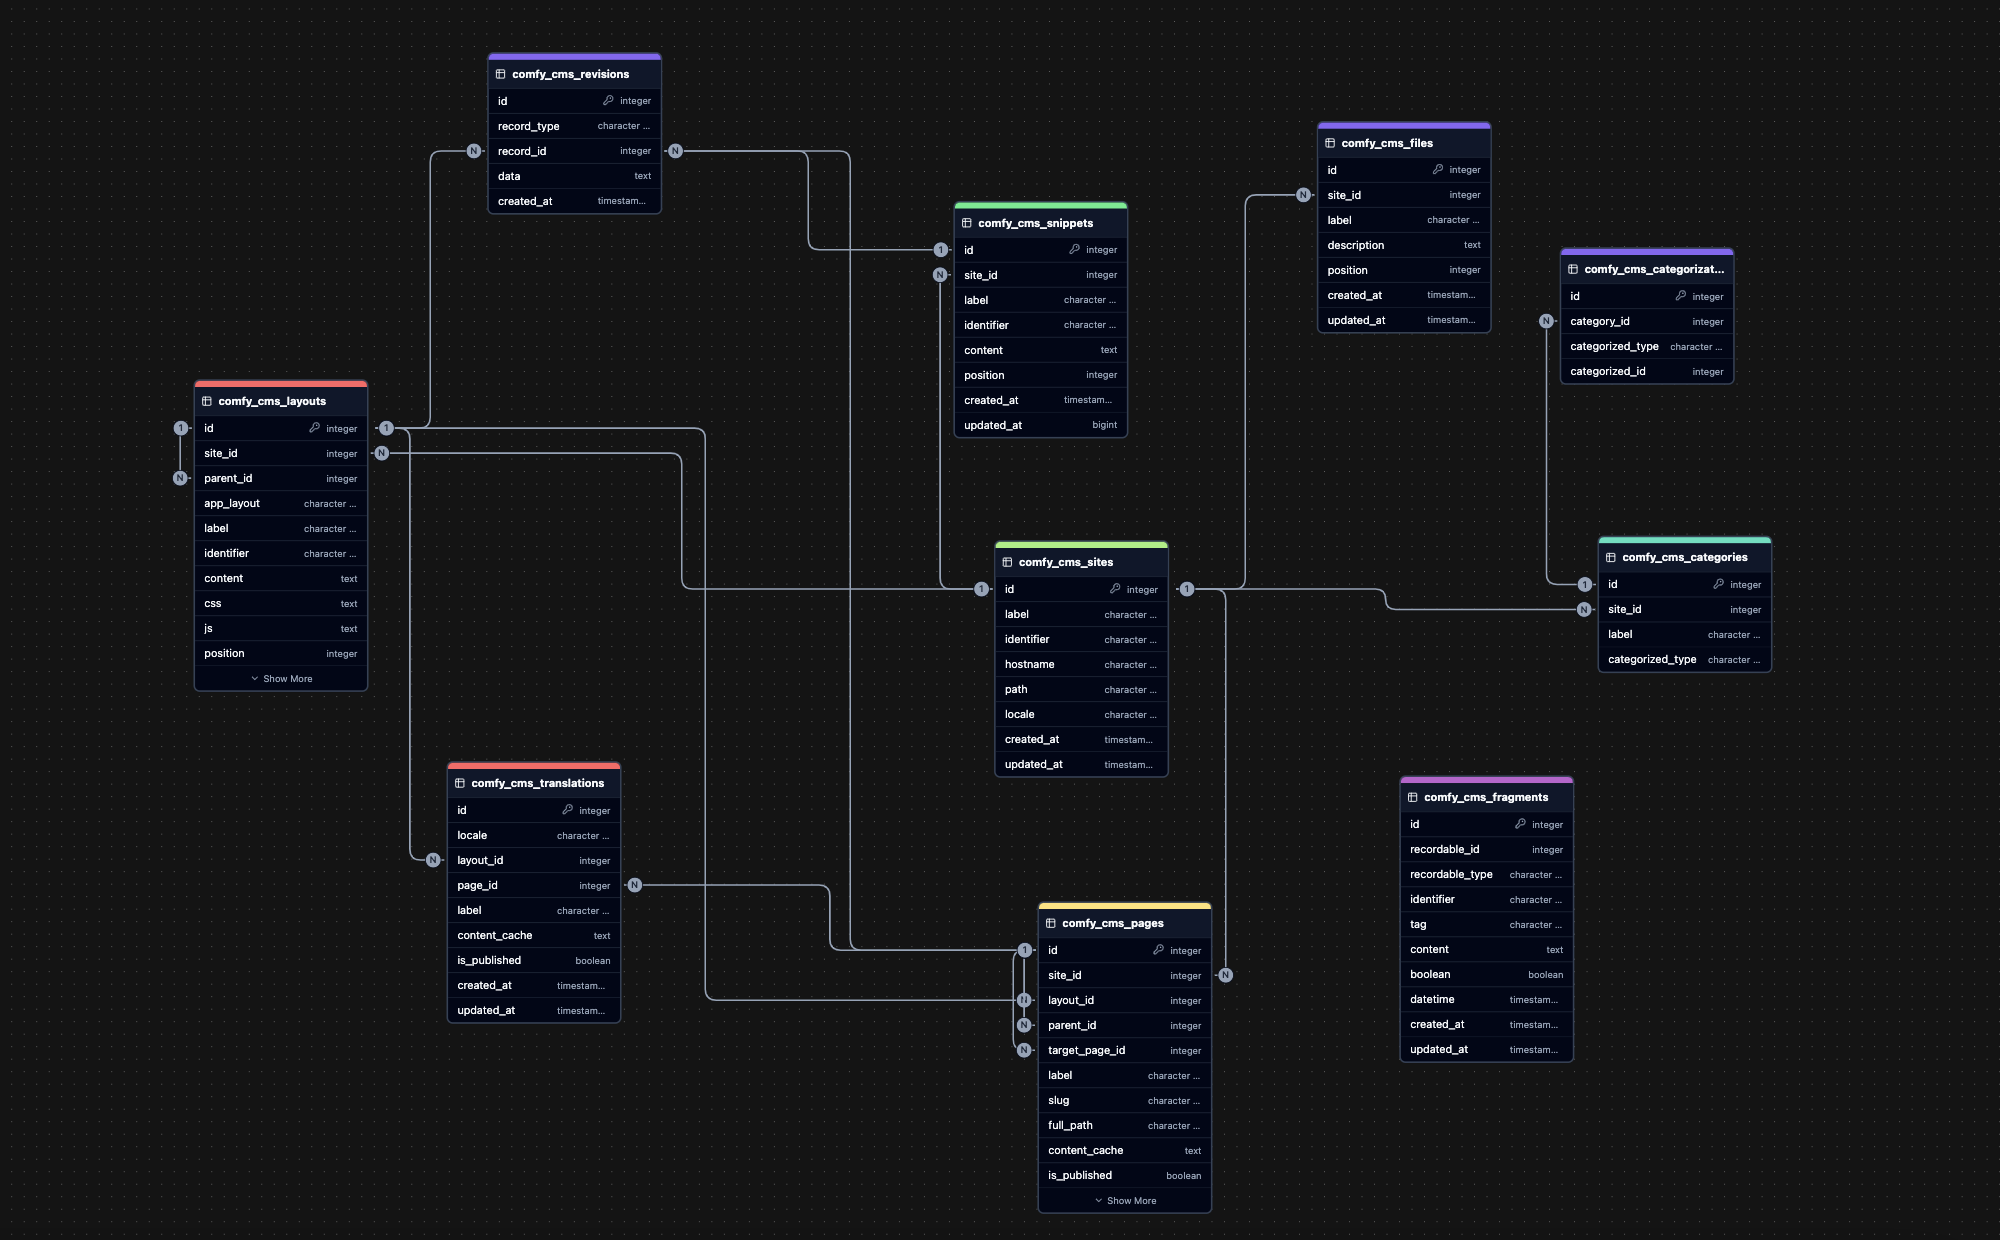 comfy_cms_revisions
id integer
record_type character ...
N record_id integer N
data text
created_at timestam...
comfy_cms_files
id integer
N site_id integer
label character ...
description text
position integer
created_at timestam...
updated_at timestam...
comfy_cms_snippets
1 id integer
N site_id integer
label character ...
identifier character ...
content text
position integer
created_at timestam...
updated_at bigint
comfy_cms_categorizat...
id integer
N category_id integer
categorized_type character ...
categorized_id integer
comfy_cms_layouts
1 id integer 1
site_id integer N
N parent_id integer
app_layout character ...
label character ...
identifier character ...
content text
css text
js text
position integer
Show More
comfy_cms_sites
1 id integer 1
label character ...
identifier character ...
hostname character ...
path character ...
locale character ...
created_at timestam...
updated_at timestam...
comfy_cms_categories
1 id integer
N site_id integer
label character ...
categorized_type character ...
comfy_cms_translations
id integer
locale character ...
N layout_id integer
page_id integer N
label character ...
content_cache text
is_published boolean
created_at timestam...
updated_at timestam...
comfy_cms_fragments
id integer
recordable_id integer
recordable_type character ...
identifier character ...
tag character ...
content text
boolean boolean
datetime timestam...
created_at timestam...
updated_at timestam...
comfy_cms_pages
1 id integer
site_id integer N
N layout_id integer
N parent_id integer
N target_page_id integer
label character ...
slug character ...
full_path character ...
content_cache text
is_published boolean
Show More